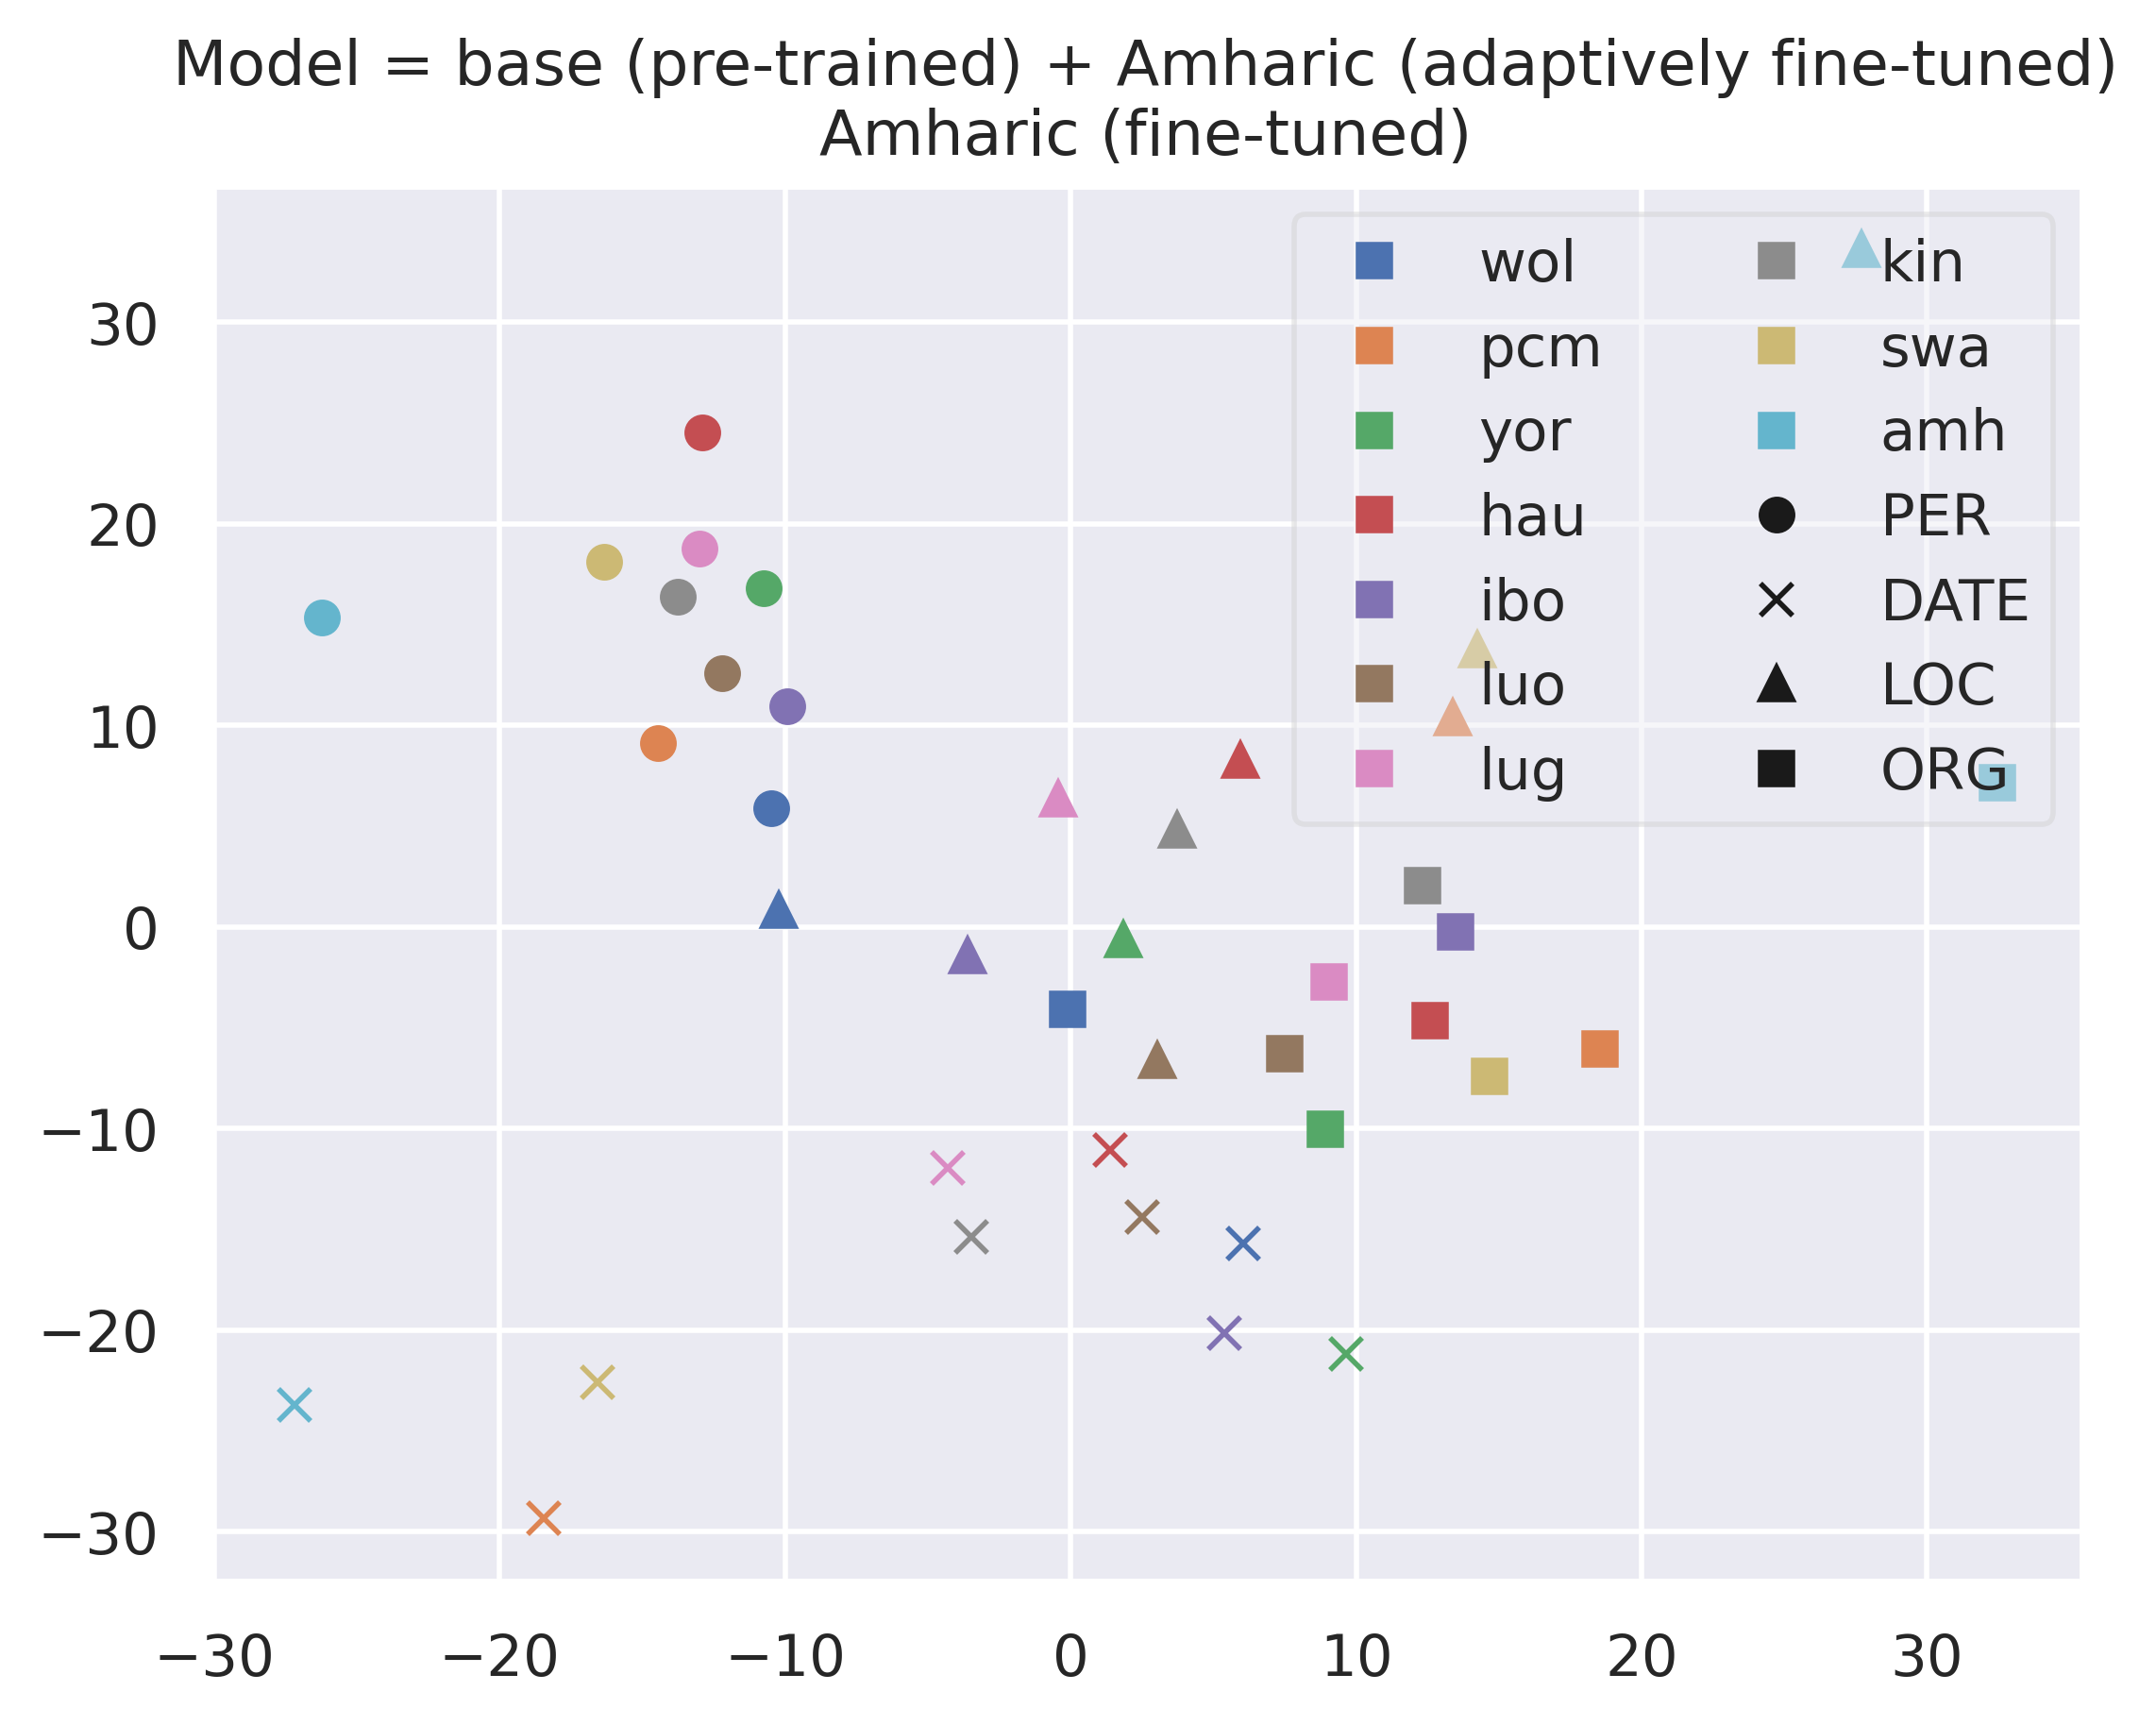 Model = base (pre-trained) + Amharic (adaptively fine-tuned)
Amharic (fine-tuned)
wol
pcm
yor
hau
ibo
luo
lug
kin
swa
amh
PER
DATE
LOC
ORG
30
20
10
0
−10
−20
−30
−30 −20 −10 0 10 20 30